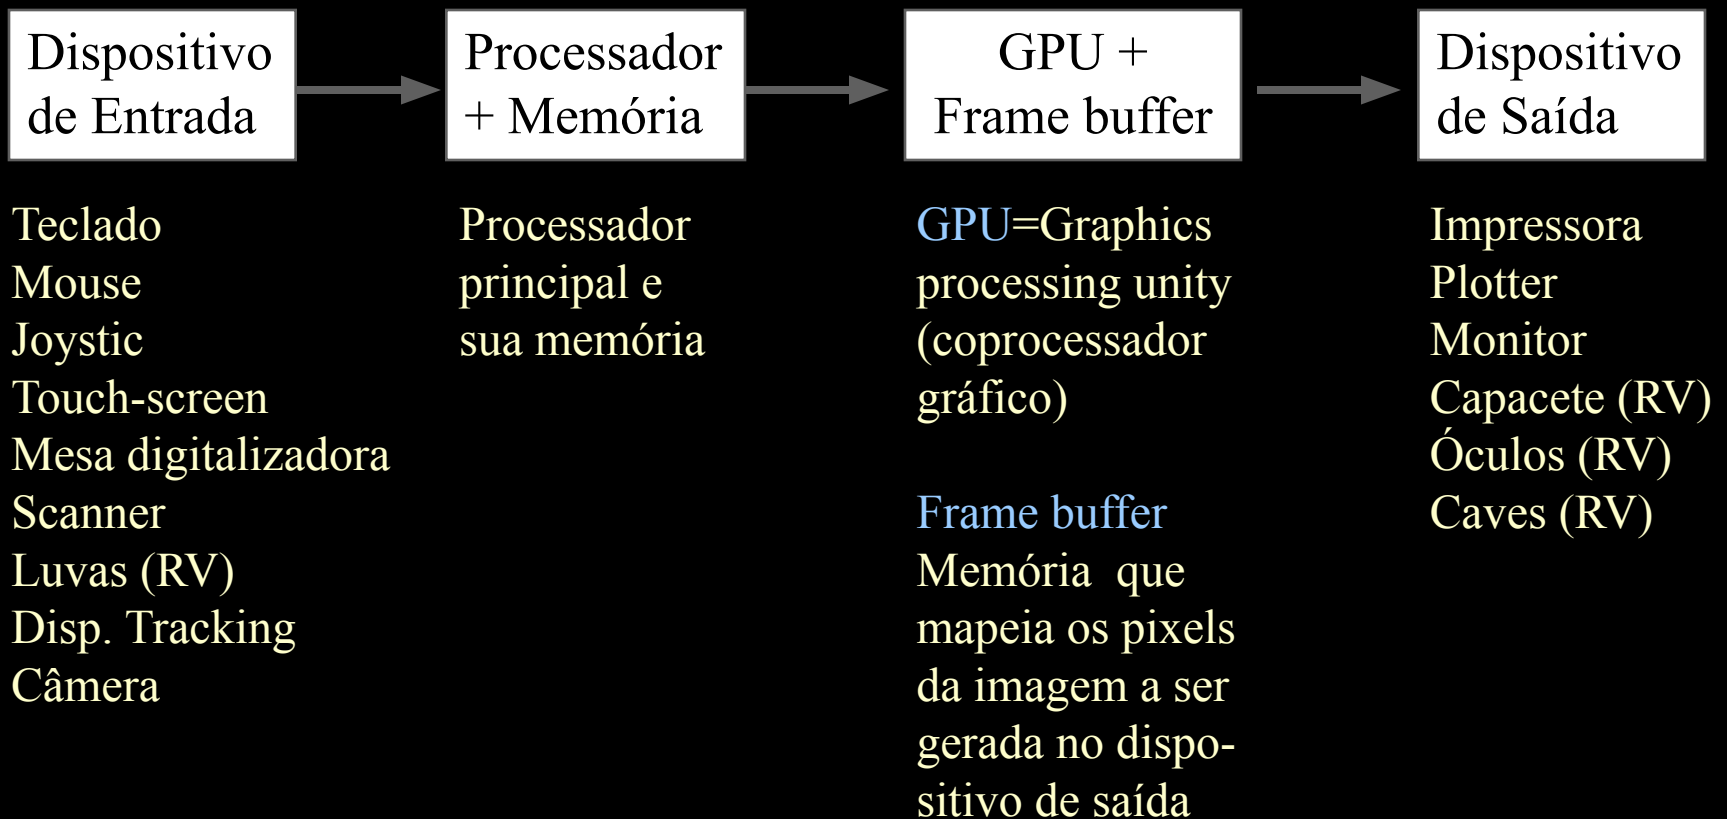 Dispositivo
de Entrada
Processador
+ Memória
GPU +
Frame buffer
Dispositivo
de Saída
Teclado
Mouse
Joystic
Touch-screen
Mesa digitalizadora
Scanner
Luvas (RV)
Disp. Tracking
Câmera
Processador
principal e
sua memória
GPU=Graphics
processing unity
(coprocessador
gráfico)
Frame buffer
Memória  que
mapeia os pixels
da imagem a ser
gerada no dispo-
sitivo de saída
Impressora
Plotter
Monitor
Capacete (RV)
Óculos (RV)
Caves (RV)